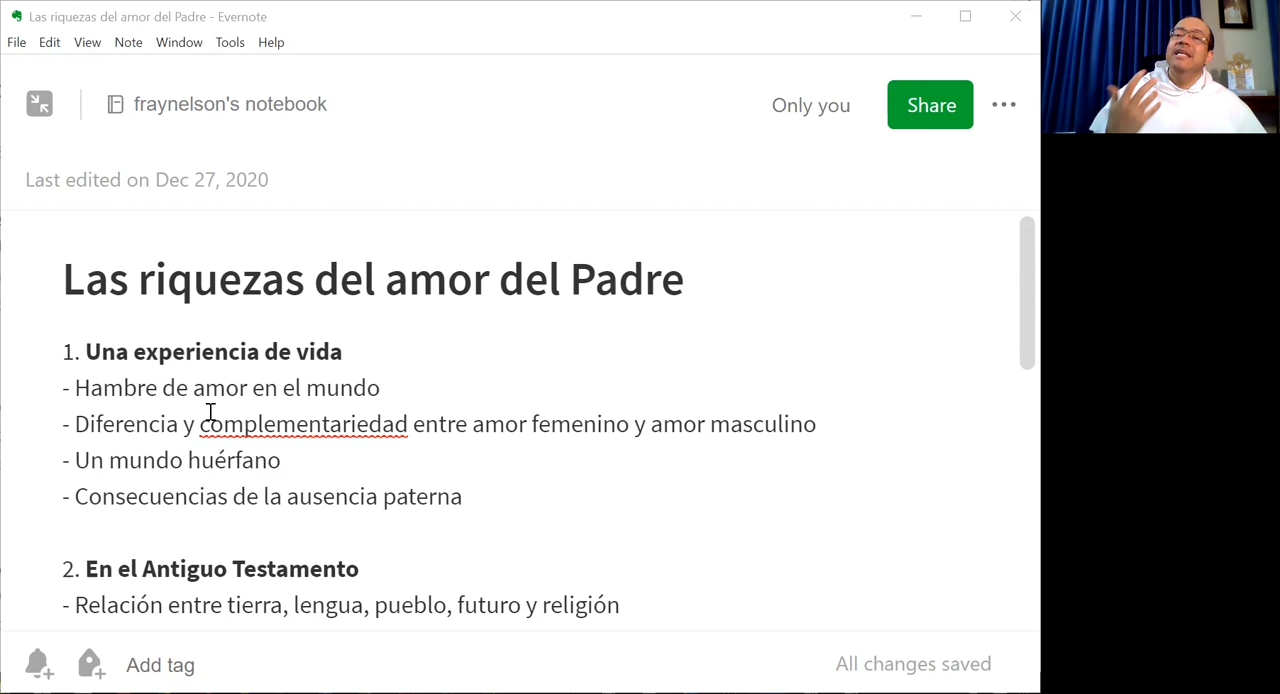 Las riquezas del amor del Padre - Evernote
File Edit View Note Window Tools Help
fraynelson's notebook
Only you
Share
Last edited on Dec 27, 2020
Las riquezas del amor del Padre
1. Una experiencia de vida
- Hambre de amor en el mundo
- Diferencia y complementariedad entre amor femenino y amor masculino
- Un mundo huérfano
- Consecuencias de la ausencia paterna
2. En el Antiguo Testamento
- Relación entre tierra, lengua, pueblo, futuro y religión
Add tag
All changes saved